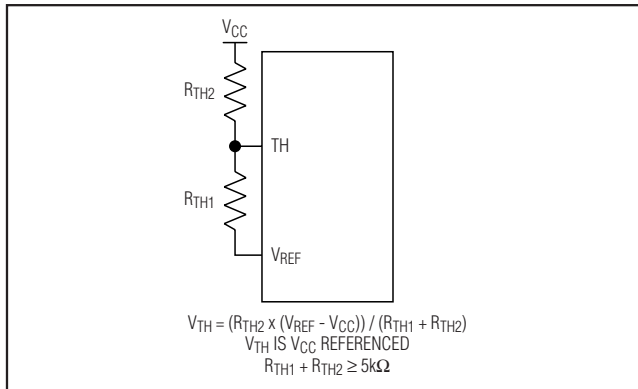 VCC
RTH2
TH
RTH1
VREF
VTH = (RTH2 x (VREF - VCC)) / (RTH1 + RTH2)
VTH IS VCC REFERENCED
RTH1 + RTH2 ≥ 5kΩ